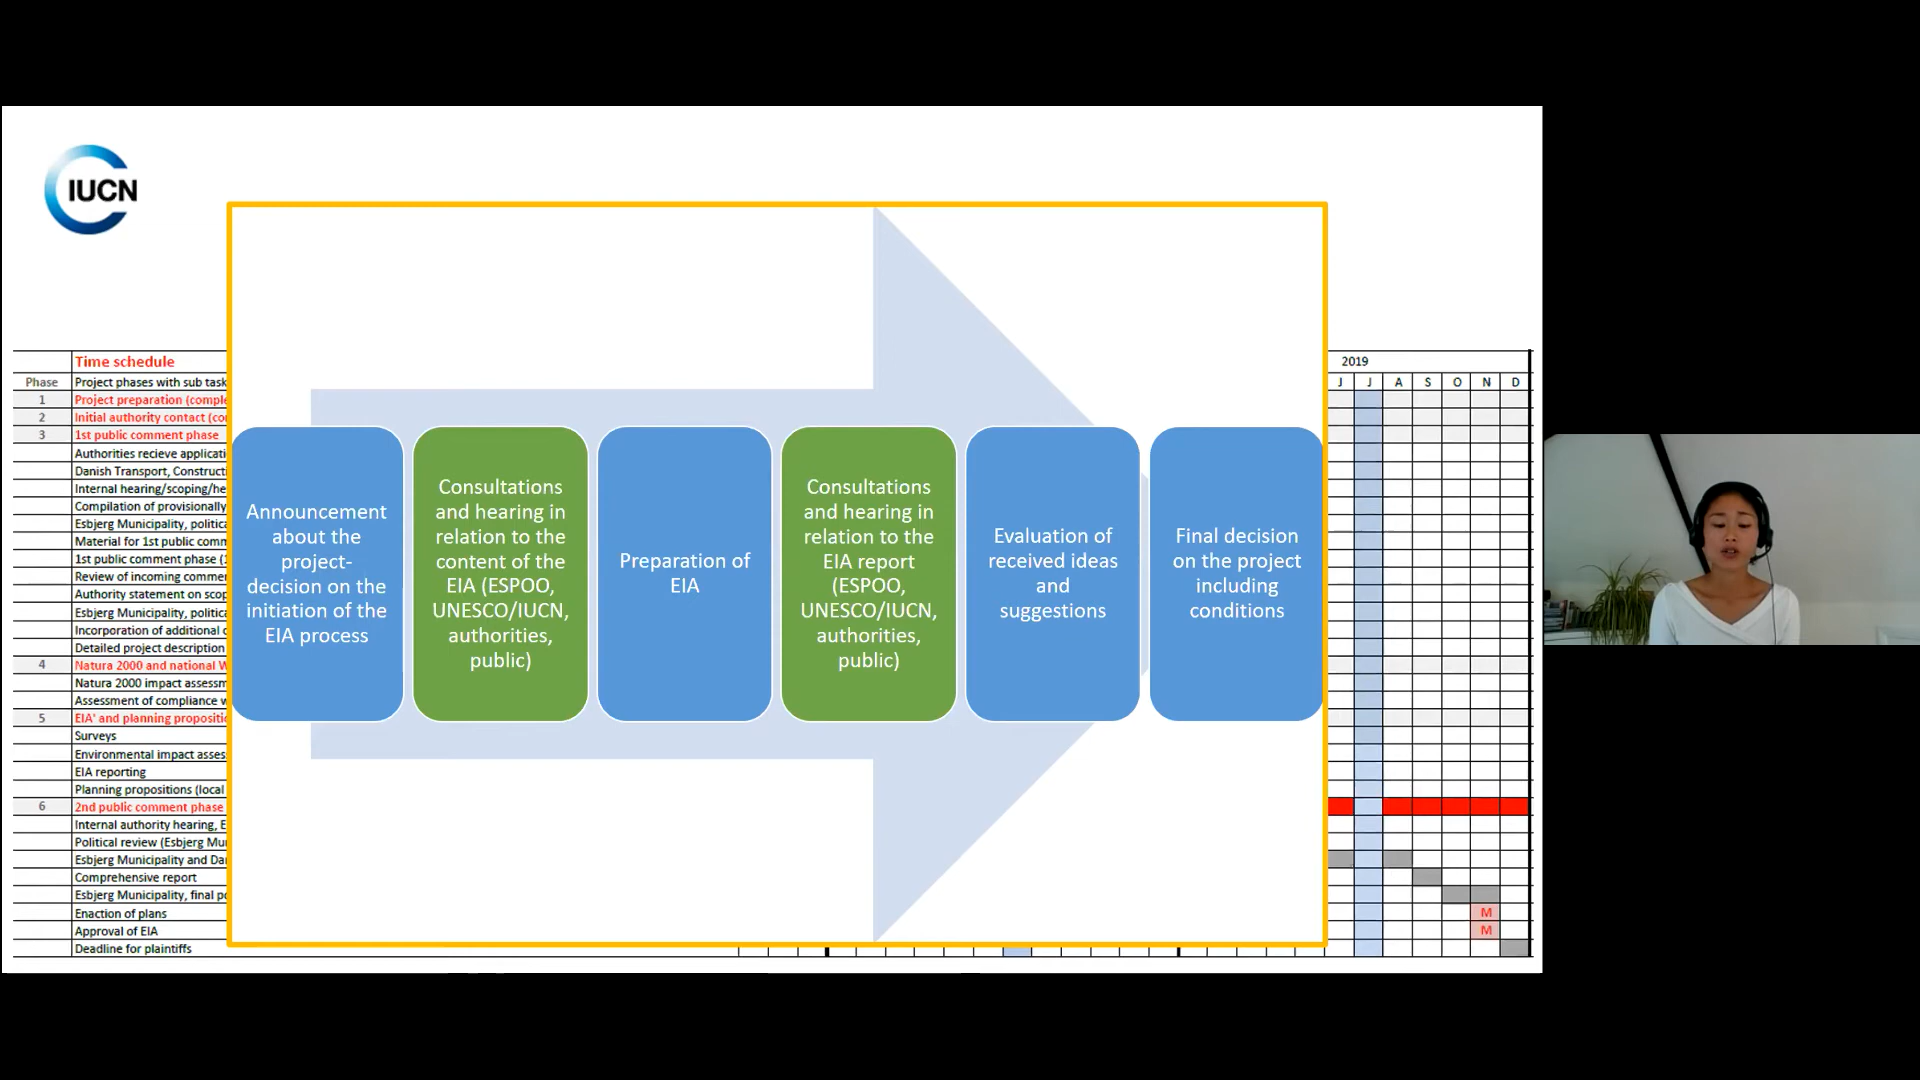 IUCN
Time schedule
2019
Phase
Project phases with sub task
J J A S O N D
1
Project preparation (comple
2
Initial authority contact (co
3
1st public comment phase
Authorities recieve applicati
Danish Transport, Constructi
Internal hearing/scoping/he
Compilation of provisionally
Esbjerg Municipality, politica
Material for 1st public comm
1st public comment phase (
Review of incoming comme
Authority statement on scop
Esbjerg Municipality, politica
Incorporation of additional
Detailed project description
4
Natura 2000 and national W
Natura 2000 impact assessm
Assessment of compliance w
5
EIA' and planning propositi
Surveys
Environmental impact asses
EIA reporting
Planning propositions (local
6
2nd public comment phase
Internal authority hearing, E
Political review (Esbjerg Mu
Esbjerg Municipality and Da
Comprehensive report
Esbjerg Municipality, final po
Enaction of plans
M
Approval of EIA
M
Deadline for plaintiffs
Announcement
about the
project-
decision on the
initiation of the
EIA process
Consultations
and hearing in
relation to the
content of the
EIA (ESPOO,
UNESCO/IUCN,
authorities,
public)
Preparation of
EIA
Consultations
and hearing in
relation to the
EIA report
(ESPOO,
UNESCO/IUCN,
authorities,
public)
Evaluation of
received ideas
and
suggestions
Final decision
on the project
including
conditions